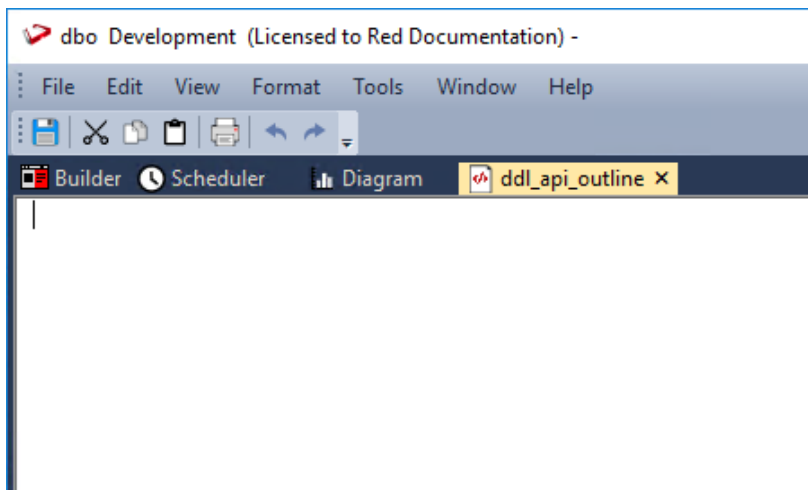 dbo Development (Licensed to Red Documentation) -
File Edit View Format Tools Window Help
Builder Scheduler Diagram ddl_api_outline